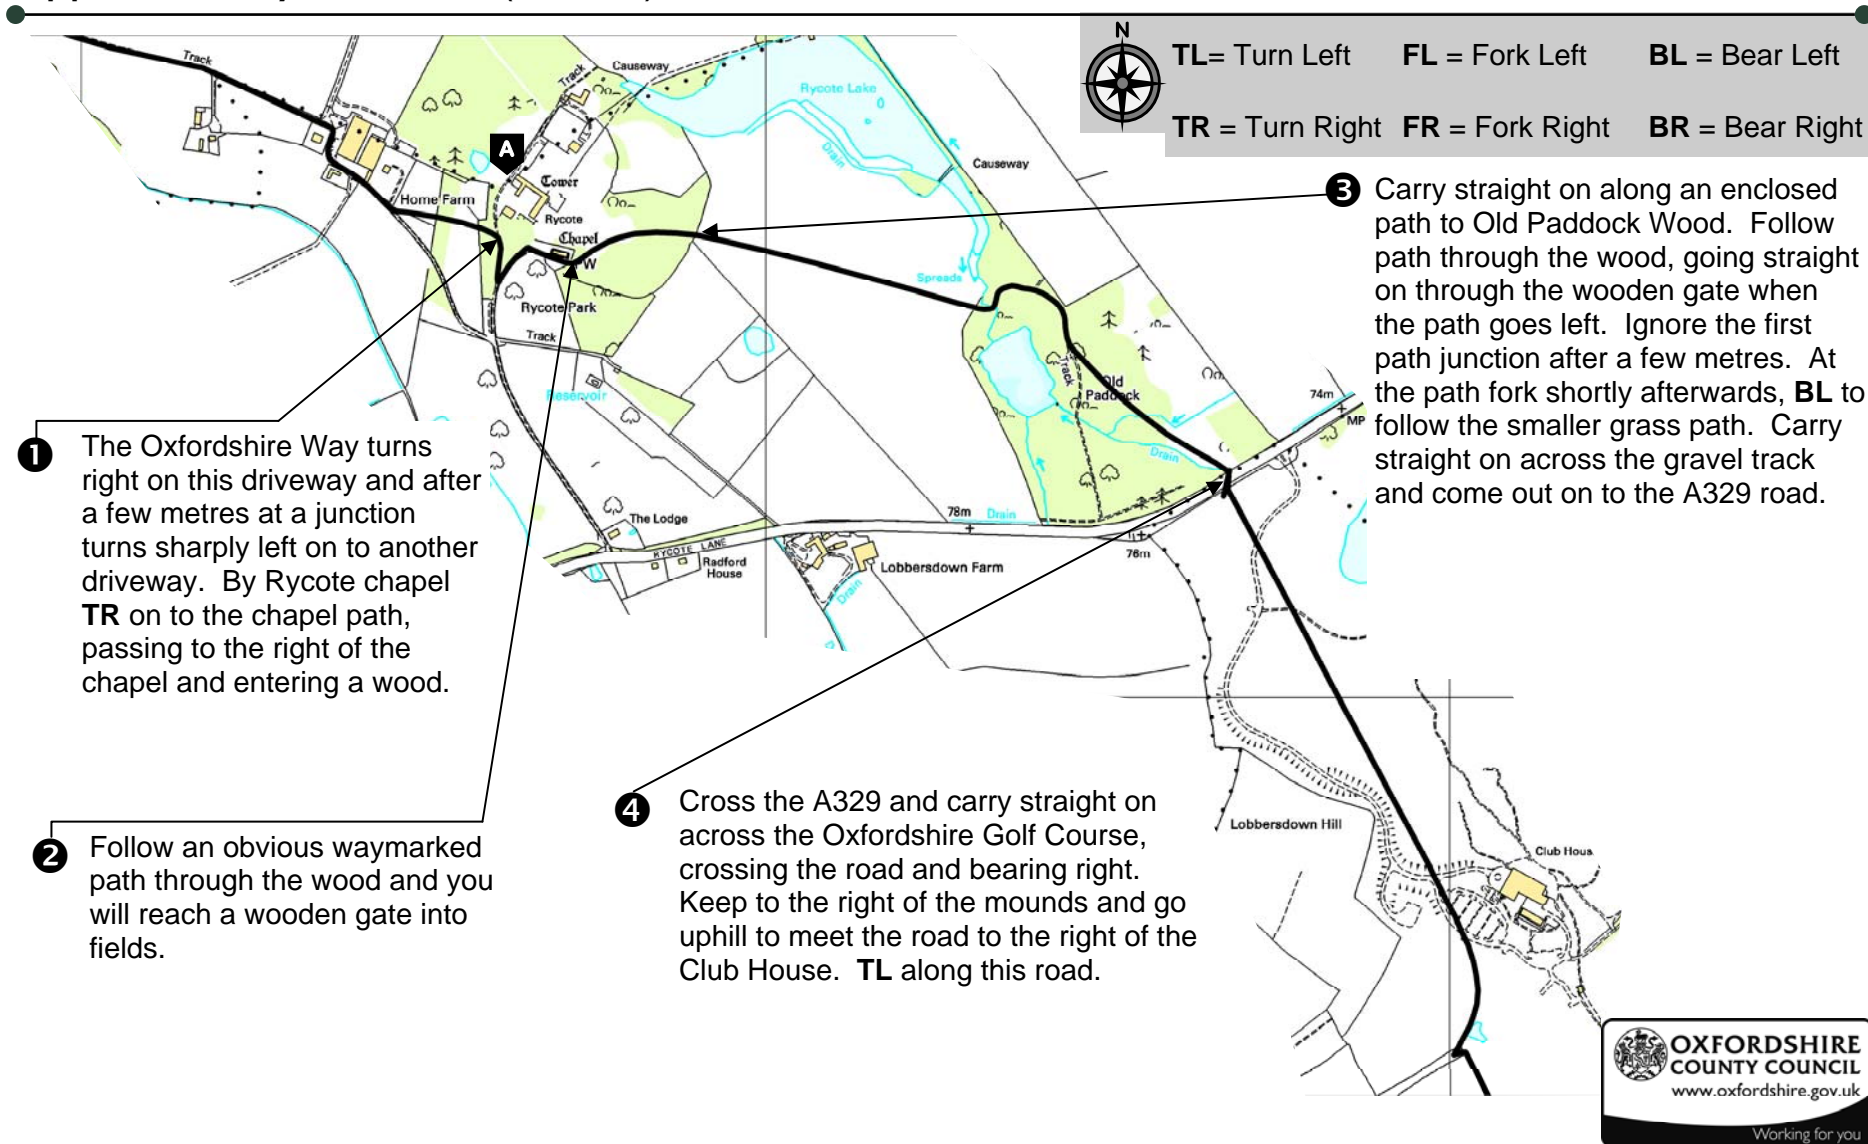 N
TL= Turn Left FL = Fork Left BL = Bear Left
TR = Turn Right FR = Fork Right BR = Bear Right
Track
Track
Causeway
Rycote Lake
Drain
Causeway
A
Tower
Home Farm
Rycote
Chapel
W
Spreads
Rycote Park
Track
Reservoir
Track
Old
Paddock
74m
MP
Drain
The Lodge
78m
Drain
RYCOTE LANE
Radford
House
Lobbersdown Farm
76m
Drain
Lobbersdown Hill
Club Hous
❸ Carry straight on along an enclosed
path to Old Paddock Wood. Follow
path through the wood, going straight
on through the wooden gate when
the path goes left. Ignore the first
path junction after a few metres. At
the path fork shortly afterwards, BL to
follow the smaller grass path. Carry
straight on across the gravel track
and come out on to the A329 road.
❶ The Oxfordshire Way turns
right on this driveway and after
a few metres at a junction
turns sharply left on to another
driveway. By Rycote chapel
TR on to the chapel path,
passing to the right of the
chapel and entering a wood.
❷ Follow an obvious waymarked
path through the wood and you
will reach a wooden gate into
fields.
❹ Cross the A329 and carry straight on
across the Oxfordshire Golf Course,
crossing the road and bearing right.
Keep to the right of the mounds and go
uphill to meet the road to the right of the
Club House. TL along this road.
OXFORDSHIRE
COUNTY COUNCIL
www.oxfordshire.gov.uk
Working for you